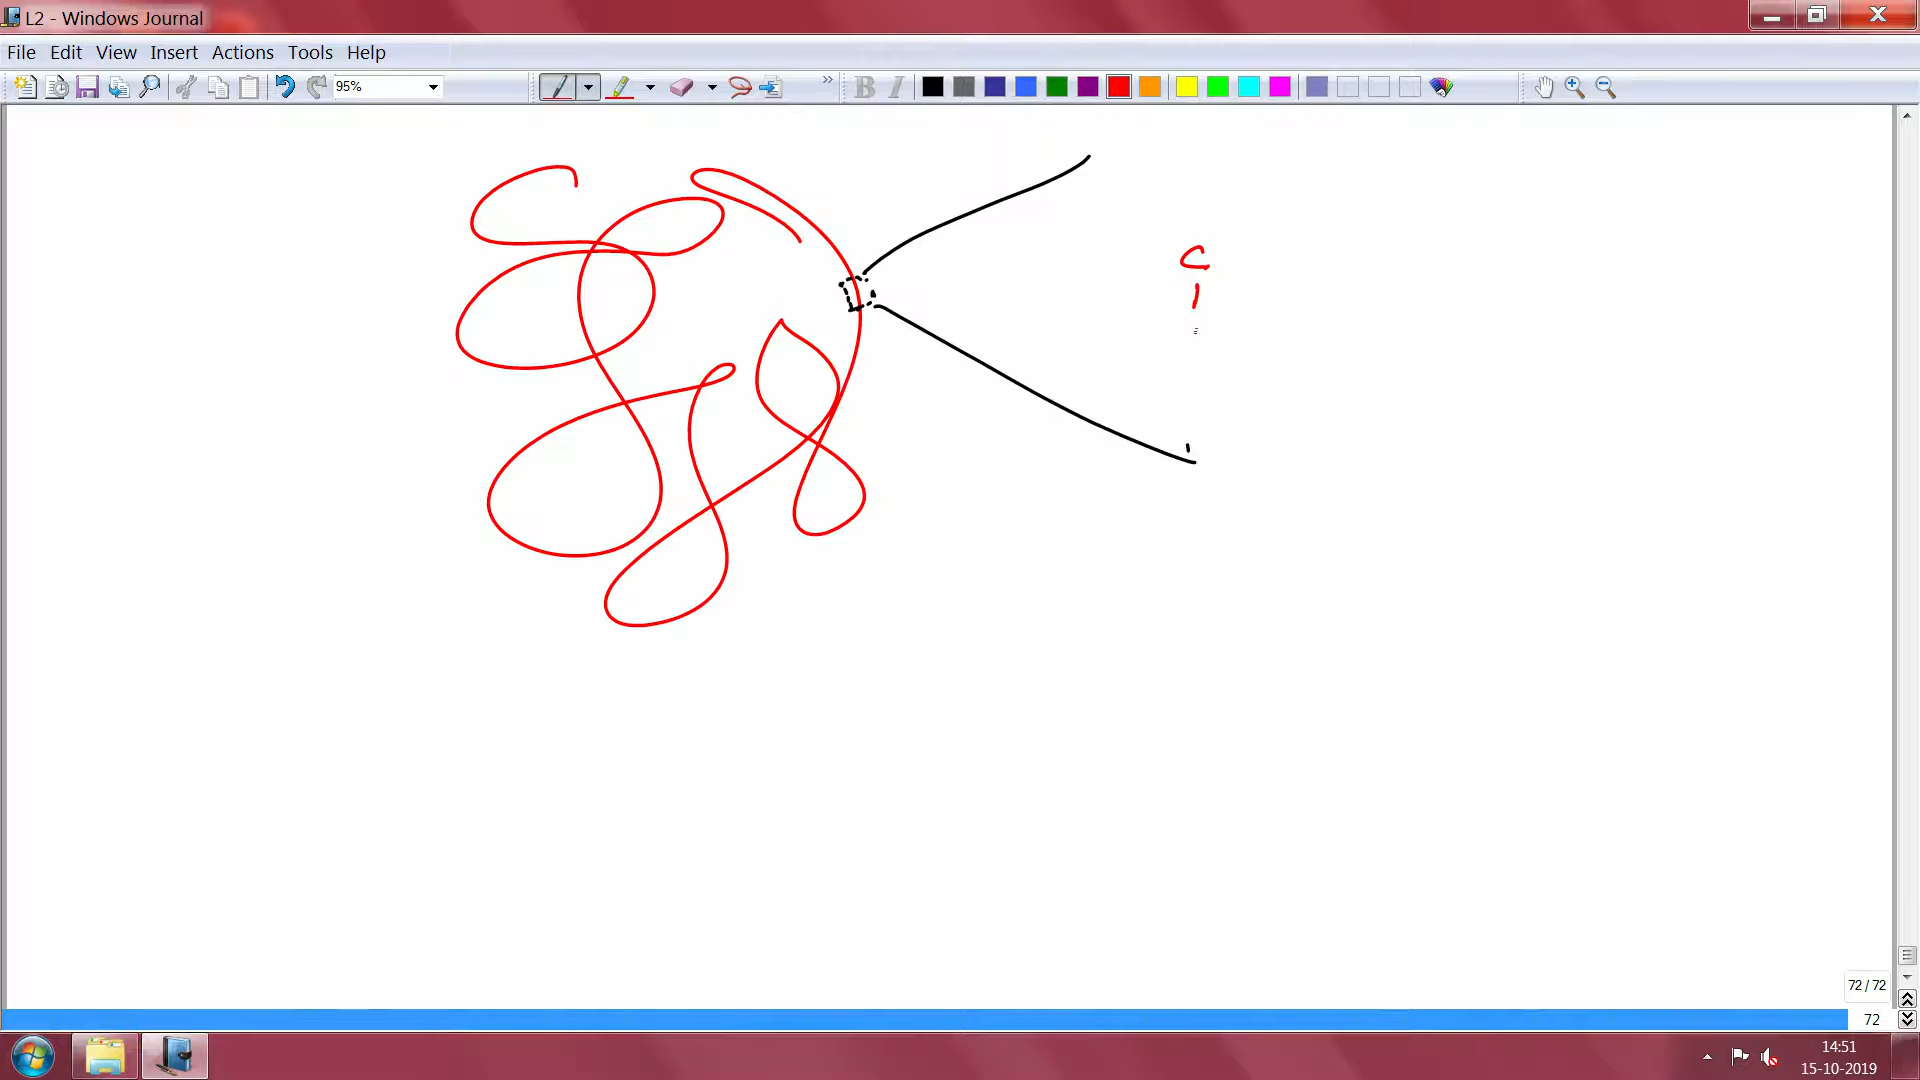 L2 - Windows Journal
File Edit View Insert Actions Tools Help
95%
B I
C
72 / 72
72
14:51
15-10-2019